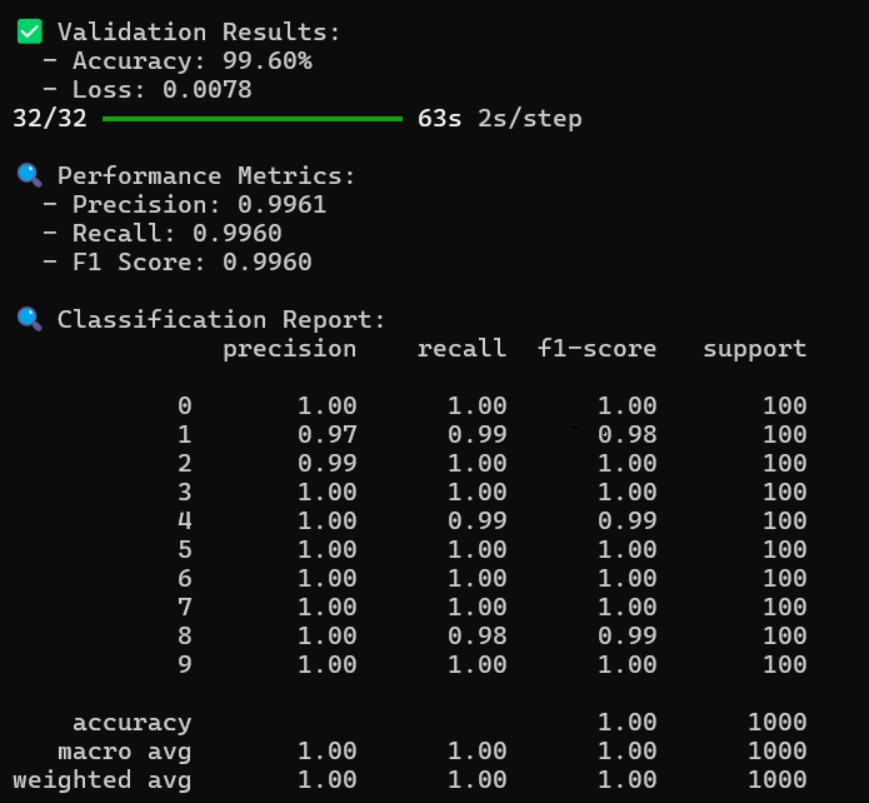 ✅ Validation Results:
- Accuracy: 99.60%
- Loss: 0.0078
32/32 63s 2s/step
🔍 Performance Metrics:
- Precision: 0.9961
- Recall: 0.9960
- F1 Score: 0.9960
🔍 Classification Report:
precision recall f1-score support
0 1.00 1.00 1.00 100
1 0.97 0.99 0.98 100
2 0.99 1.00 1.00 100
3 1.00 1.00 1.00 100
4 1.00 0.99 0.99 100
5 1.00 1.00 1.00 100
6 1.00 1.00 1.00 100
7 1.00 1.00 1.00 100
8 1.00 0.98 0.99 100
9 1.00 1.00 1.00 100
accuracy 1.00 1000
macro avg 1.00 1.00 1.00 1000
weighted avg 1.00 1.00 1.00 1000